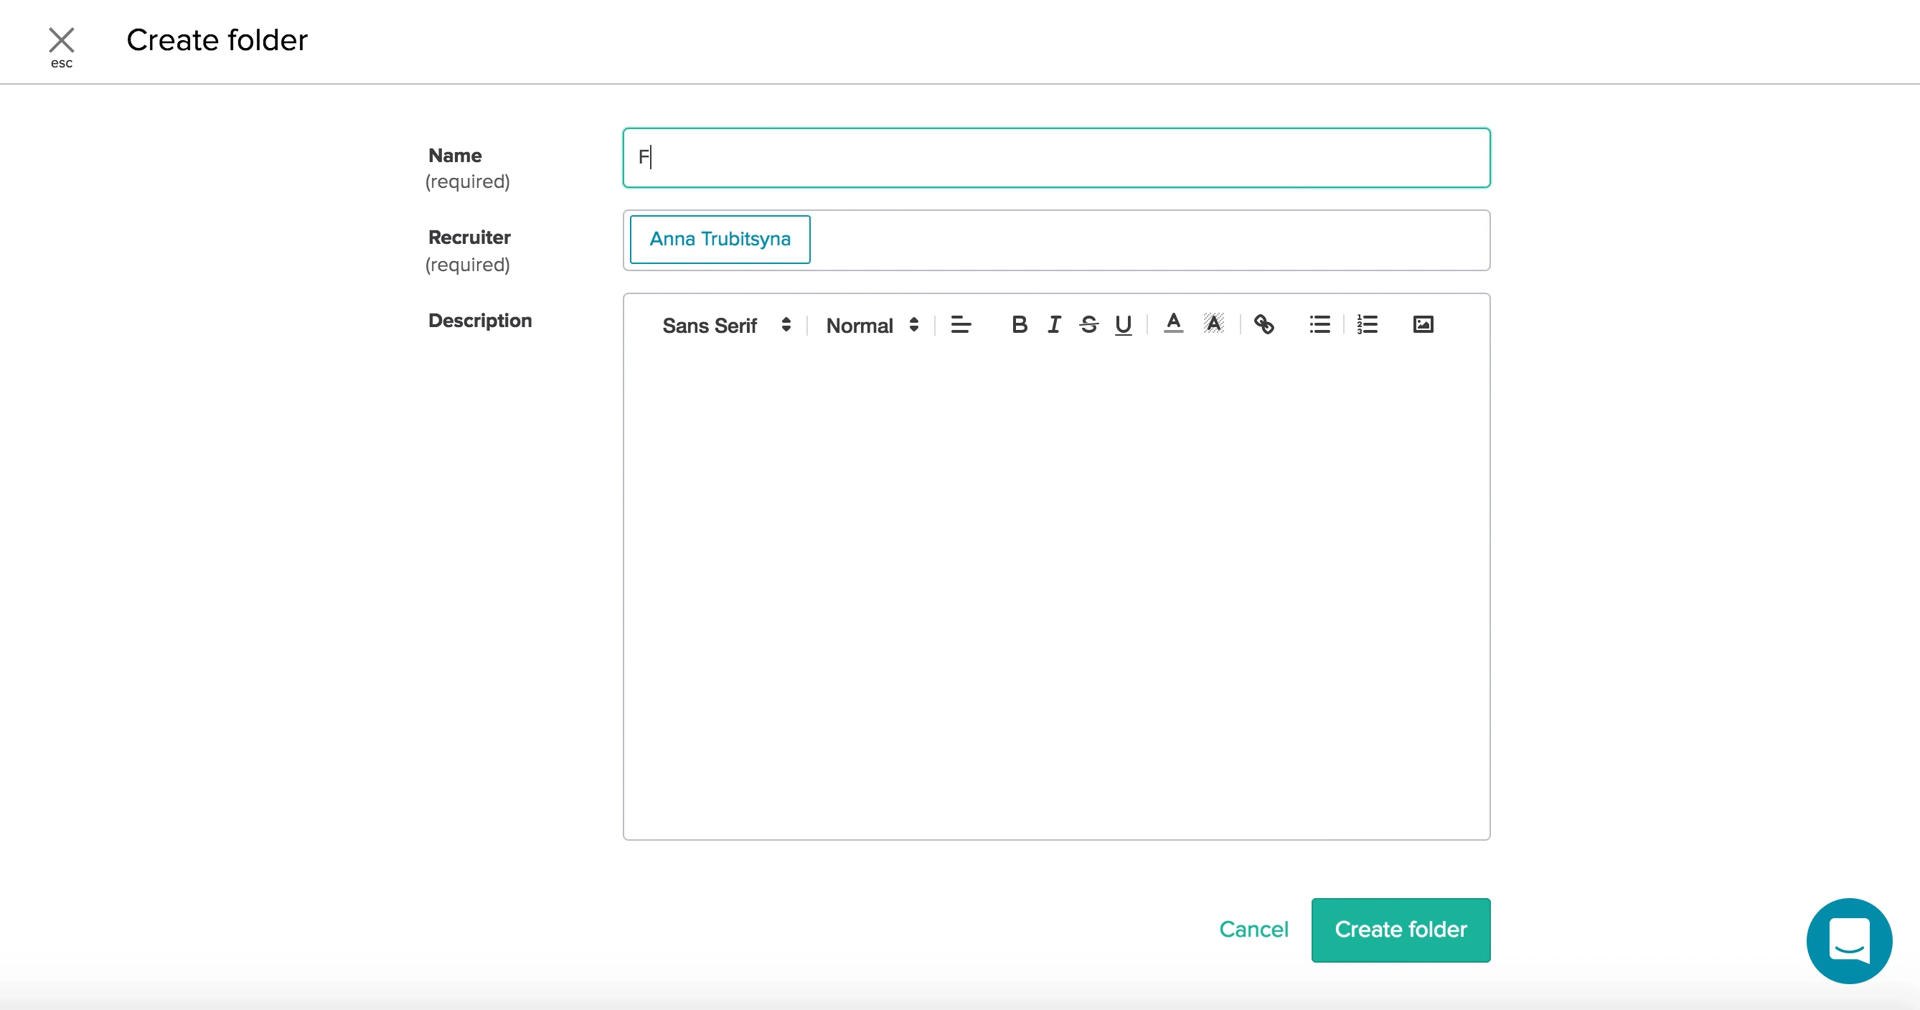 esc
Create folder
Name
(required)
F
Recruiter
(required)
Anna Trubitsyna
Description
Sans Serif
Normal
B I S U A A
Cancel
Create folder